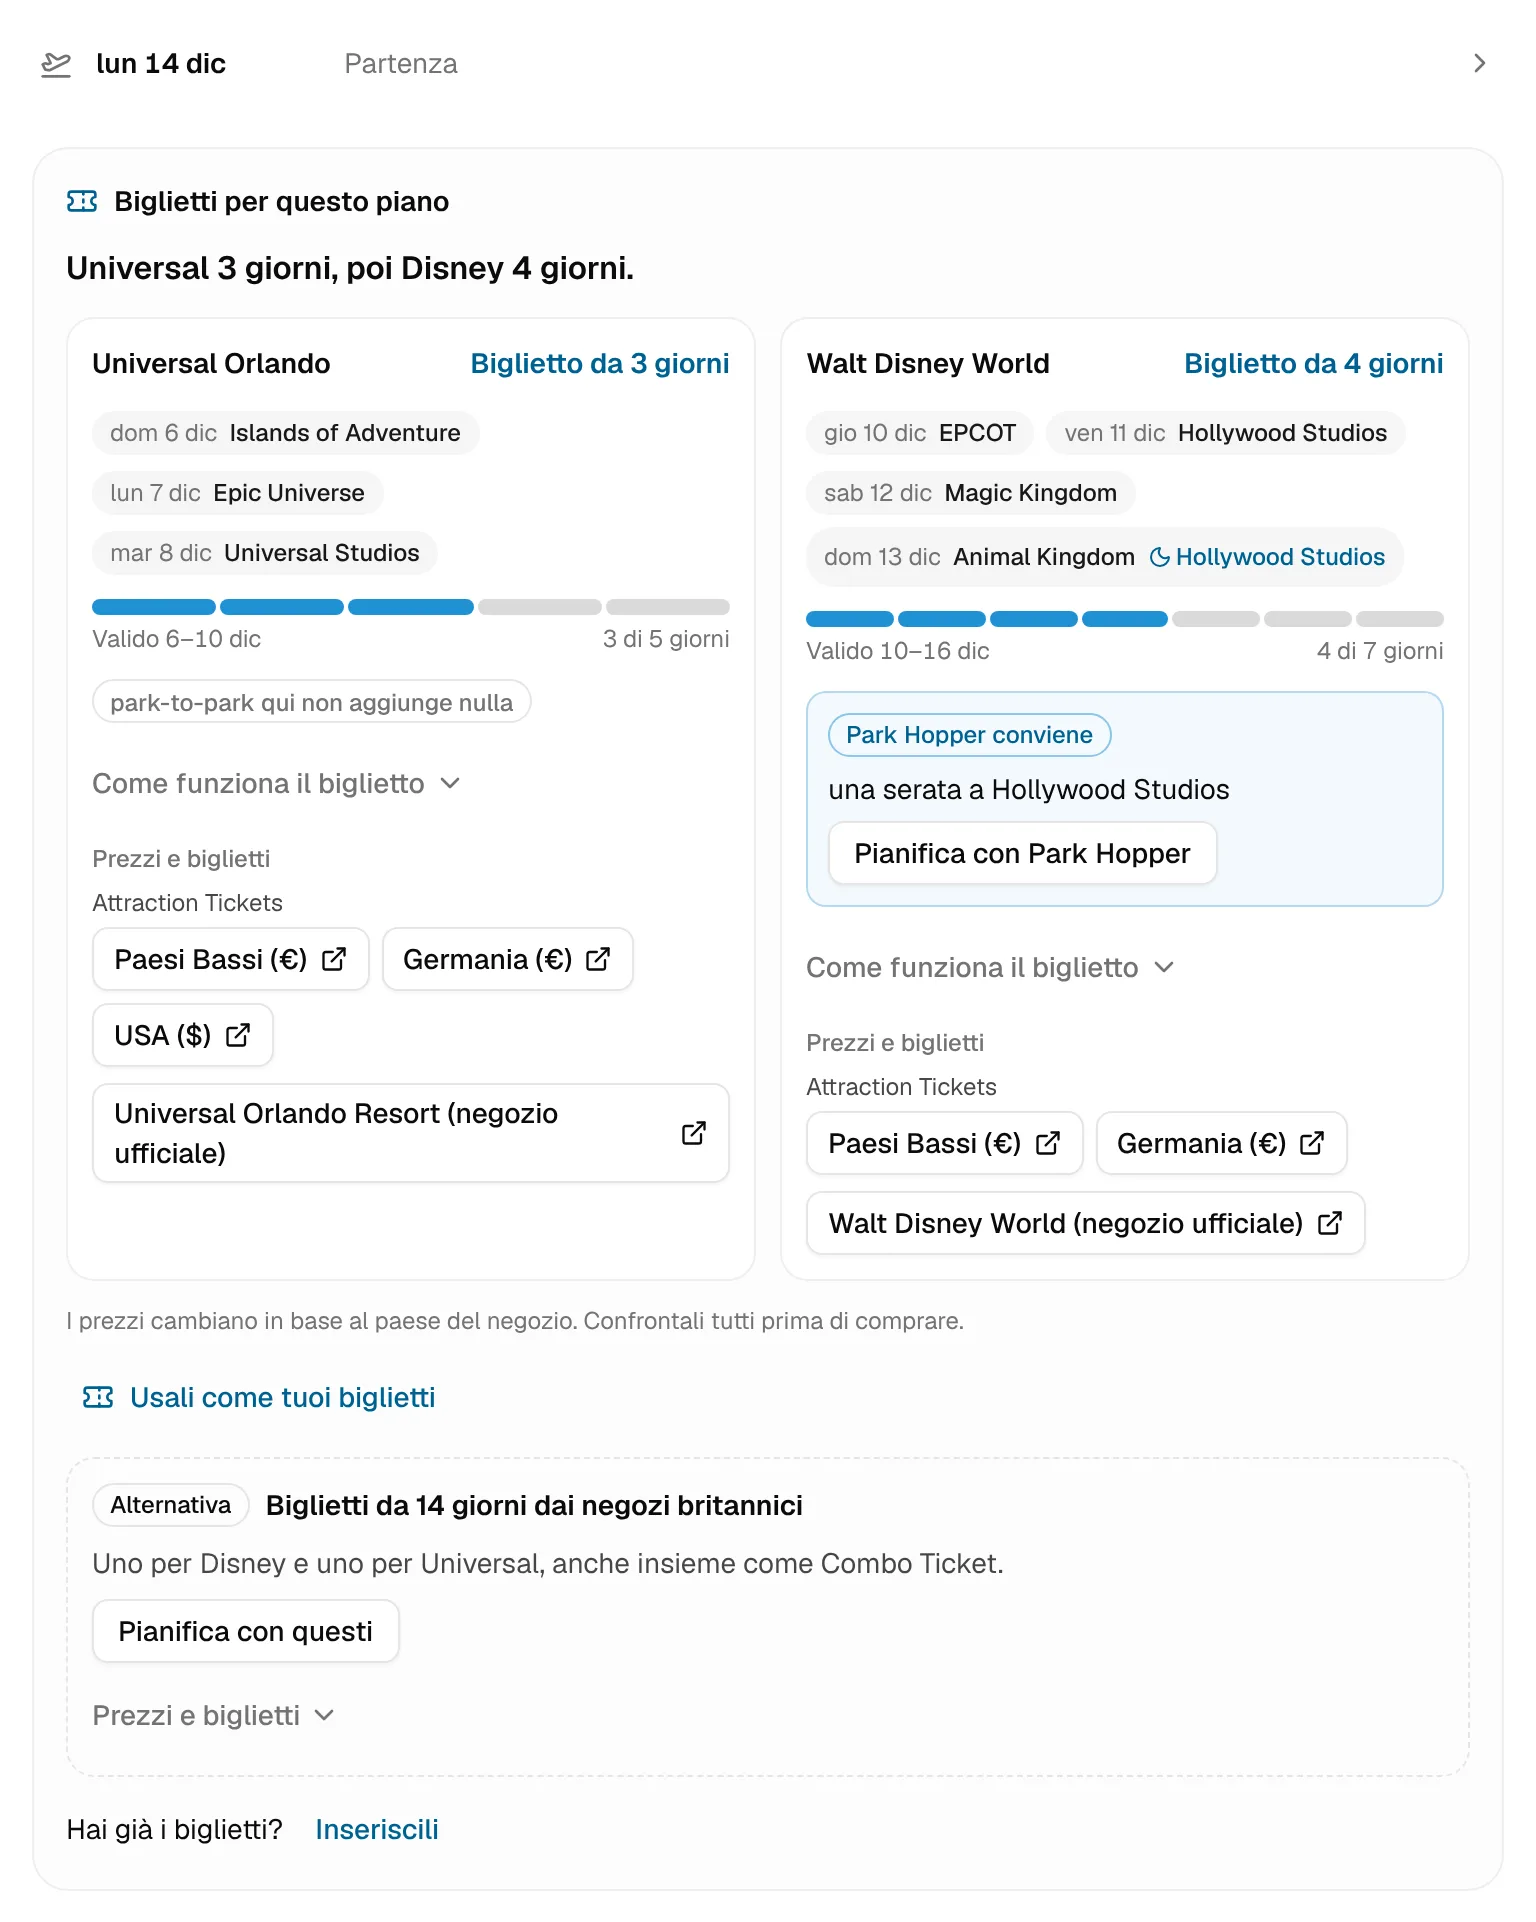 lun 14 dic Partenza
Biglietti per questo piano
Universal 3 giorni, poi Disney 4 giorni.
Universal Orlando Biglietto da 3 giorni
dom 6 dic Islands of Adventure
lun 7 dic Epic Universe
mar 8 dic Universal Studios
Valido 6–10 dic 3 di 5 giorni
park-to-park qui non aggiunge nulla
Come funziona il biglietto
Prezzi e biglietti
Attraction Tickets
Paesi Bassi (€) Germania (€)
USA ($)
Universal Orlando Resort (negozio
ufficiale)
Walt Disney World Biglietto da 4 giorni
gio 10 dic EPCOT ven 11 dic Hollywood Studios
sab 12 dic Magic Kingdom
dom 13 dic Animal Kingdom Hollywood Studios
Valido 10–16 dic 4 di 7 giorni
Park Hopper conviene
una serata a Hollywood Studios
Pianifica con Park Hopper
Come funziona il biglietto
Prezzi e biglietti
Attraction Tickets
Paesi Bassi (€) Germania (€)
Walt Disney World (negozio ufficiale)
I prezzi cambiano in base al paese del negozio. Confrontali tutti prima di comprare.
Usali come tuoi biglietti
Alternativa Biglietti da 14 giorni dai negozi britannici
Uno per Disney e uno per Universal, anche insieme come Combo Ticket.
Pianifica con questi
Prezzi e biglietti
Hai già i biglietti? Inseriscili